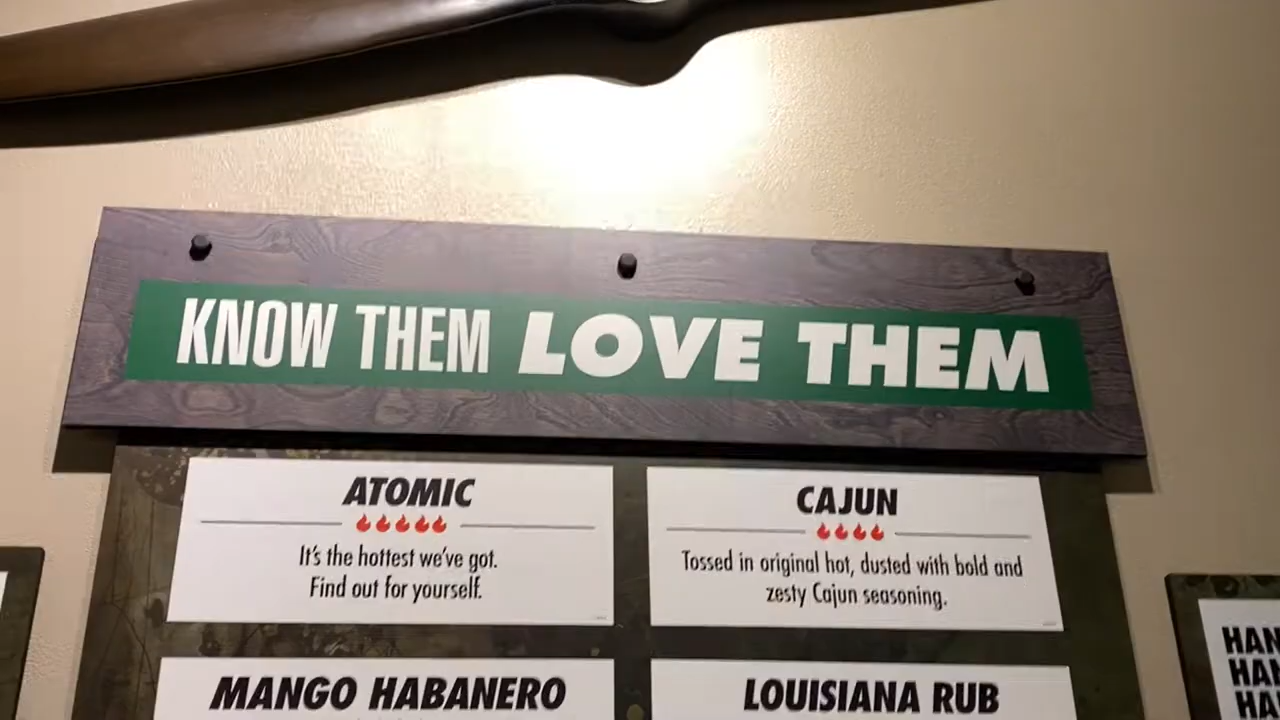 KNOW THEM LOVE THEM
ATOMIC
It's the hottest we've got.
Find out for yourself.
CAJUN
Tossed in original hot, dusted with bold and
zesty Cajun seasoning.
MANGO HABANERO
LOUISIANA RUB